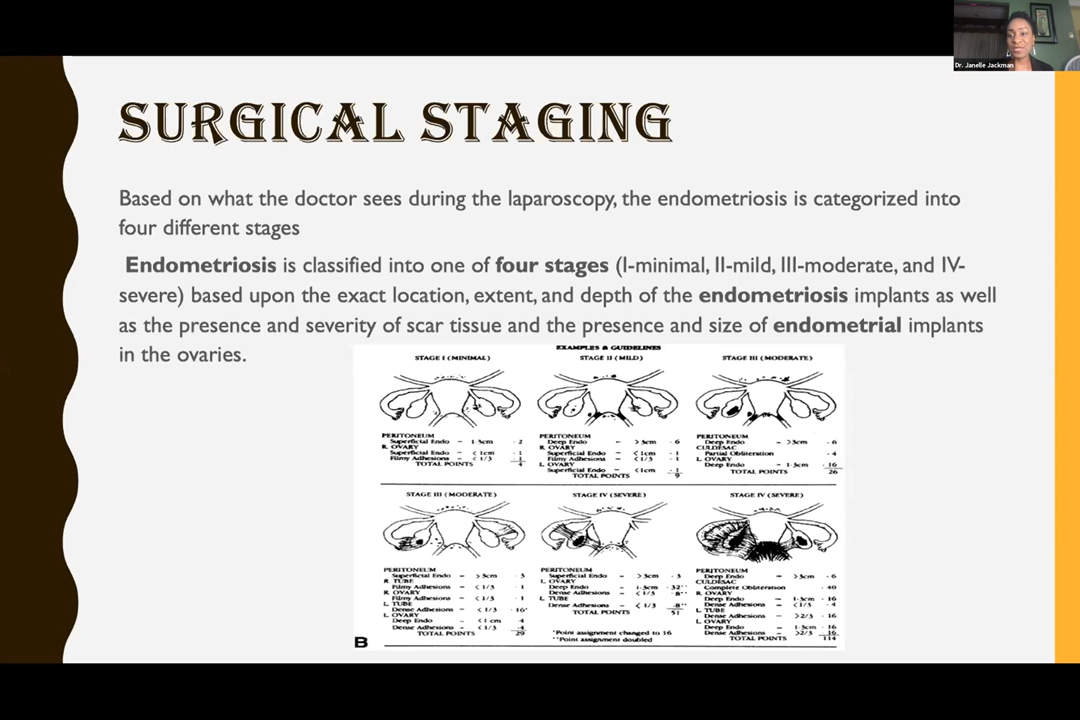 Dr. Janelle Jackman
SURGICAL STAGING
Based on what the doctor sees during the laparoscopy, the endometriosis is categorized into
four different stages
Endometriosis is classified into one of four stages (I-minimal, II-mild, III-moderate, and IV-
severe) based upon the exact location, extent, and depth of the endometriosis implants as well
as the presence and severity of scar tissue and the presence and size of endometrial implants
in the ovaries.
EXAMPLES & GUIDELINES
STAGE I (MINIMAL)
PERITONEUM
Superficial Endo – 1-3cm - 2
R. OVARY
Superficial Endo – <1cm - 1
Filmy Adhesions – <1/3 - 1
TOTAL POINTS 4
STAGE II (MILD)
PERITONEUM
Deep Endo – >3cm - 6
R. OVARY
Superficial Endo – <1cm - 1
Filmy Adhesions – <1/3 - 1
L. OVARY
Superficial Endo – <1cm - 1
TOTAL POINTS 9
STAGE III (MODERATE)
PERITONEUM
Deep Endo – >3cm - 6
CULDESAC
Partial Obliteration - 4
L. OVARY
Deep Endo – 1-3cm - 16
TOTAL POINTS 26
STAGE III (MODERATE)
PERITONEUM
Superficial Endo – >3cm - 3
R. TUBE
Filmy Adhesions – <1/3 - 1
R. OVARY
Filmy Adhesions – <1/3 - 1
L. TUBE
Dense Adhesions – <1/3 - 16*
L. OVARY
Deep Endo – <1 cm - 4
Dense Adhesions – <1/3 - 4
TOTAL POINTS 29
STAGE IV (SEVERE)
PERITONEUM
Superficial Endo – >3cm - 3
L. OVARY
Deep Endo – 1-3cm - 32**
Dense Adhesions – <1/3 - 8**
L. TUBE
Dense Adhesions – <1/3 - 8**
TOTAL POINTS 51
*Point assignment changed to 16
**Point assignment doubled
STAGE IV (SEVERE)
PERITONEUM
Deep Endo – >3cm - 6
CULDESAC
Complete Obliteration - 40
R. OVARY
Deep Endo – 1-3cm - 16
Dense Adhesions – <1/3 - 4
L. TUBE
Dense Adhesions – >2/3 - 16
L. OVARY
Deep Endo – 1-3cm - 16
Dense Adhesions – >2/3 - 16
TOTAL POINTS 114
B